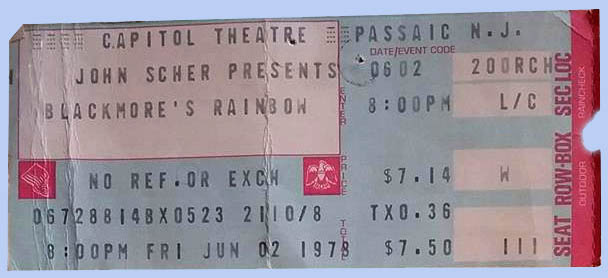 CAPITOL THEATRE PASSAIC N.J.
DATE/EVENT CODE
JOHN SCHER PRESENTS 0602 200RCH
BLACKMORE'S RAINBOW 8:00PM L/C
NO REF.OR EXCH $7.14 W
06728814BX0523 2110/8 TX0.36
8:00PM FRI JUN 02 1978 $7.50 111
ENTER
PRICE
SEAT ROW-BOX SEC LOC
OUTDOOR RAINCHECK